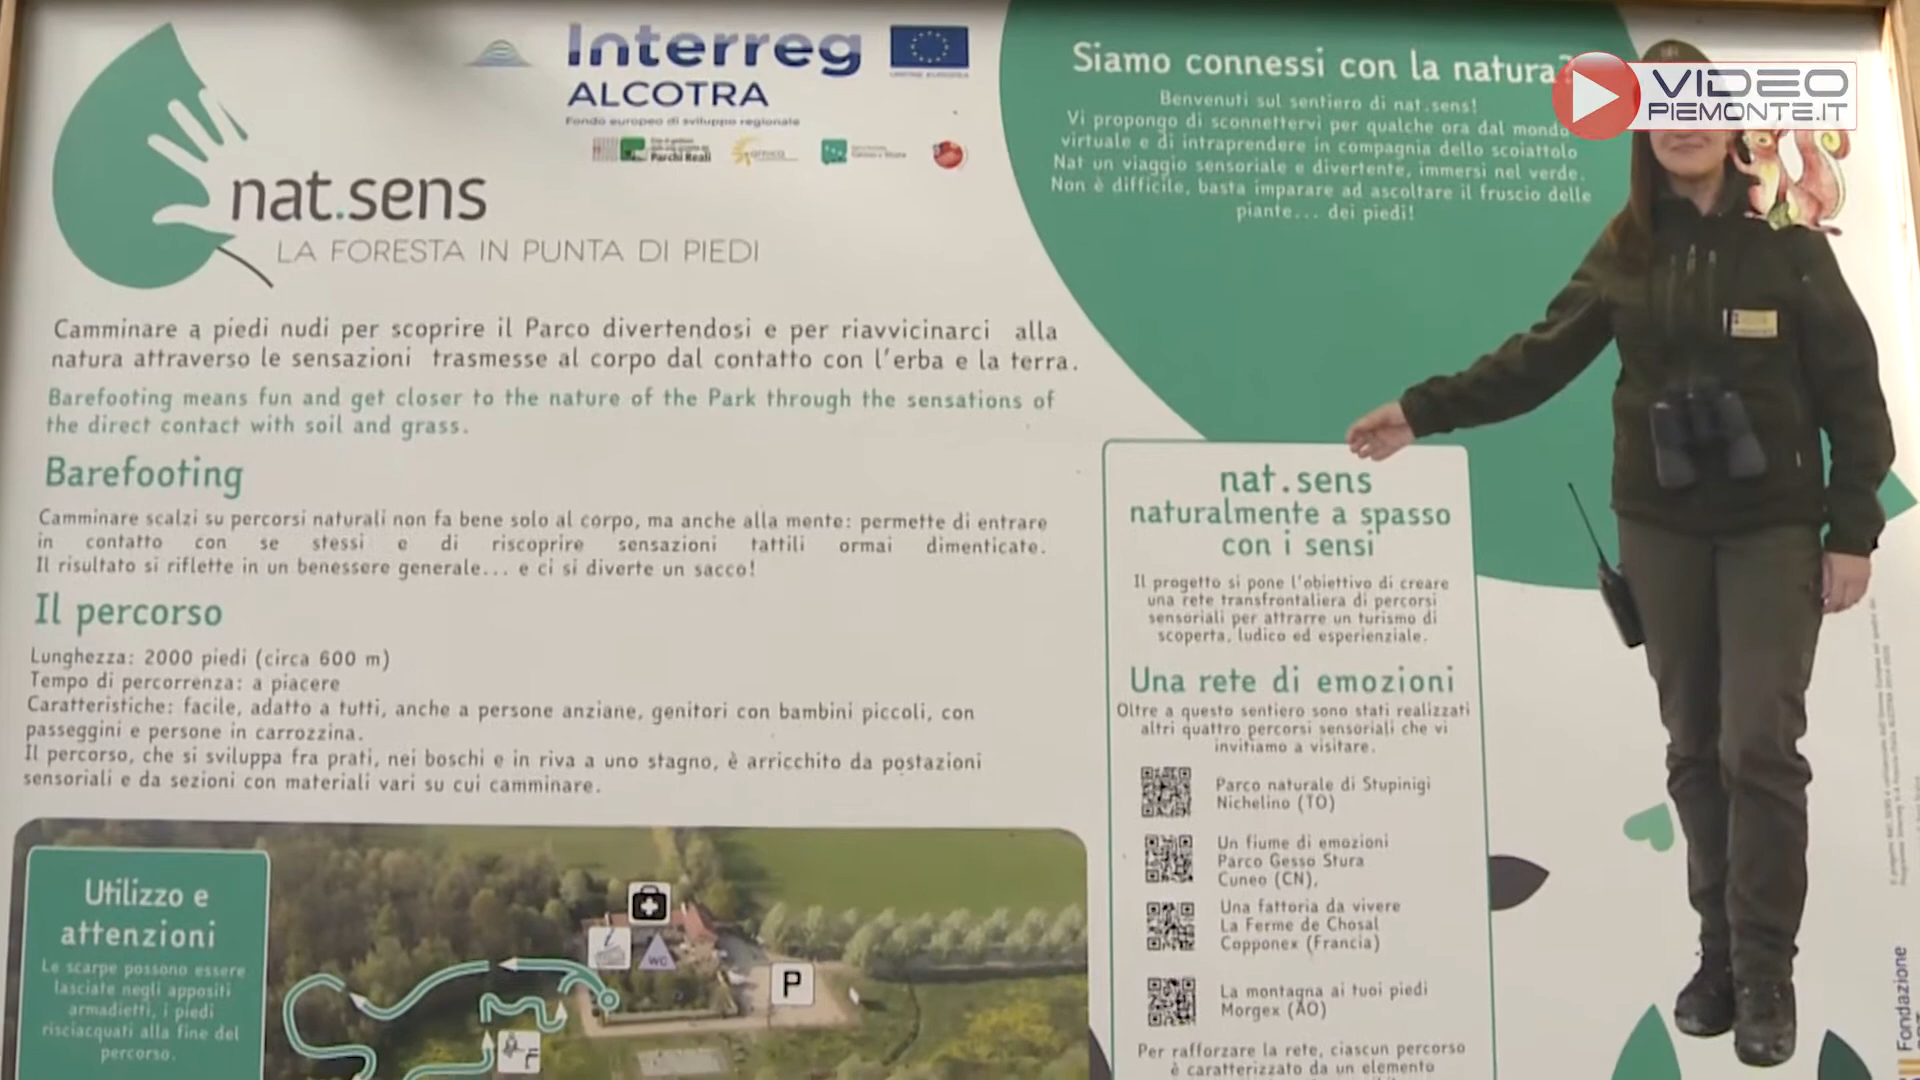 Interreg
ALCOTRA
Fondo europeo di sviluppo regionale
UNIONE EUROPEA
Parchi Reali
nat.sens
LA FORESTA IN PUNTA DI PIEDI
Camminare a piedi nudi per scoprire il Parco divertendosi e per riavvicinarci alla
natura attraverso le sensazioni trasmesse al corpo dal contatto con l'erba e la terra.
Barefooting means fun and get closer to the nature of the Park through the sensations of
the direct contact with soil and grass.
Barefooting
Camminare scalzi su percorsi naturali non fa bene solo al corpo, ma anche alla mente: permette di entrare
in contatto con se stessi e di riscoprire sensazioni tattili ormai dimenticate.
Il risultato si riflette in un benessere generale... e ci si diverte un sacco!
Il percorso
Lunghezza: 2000 piedi (circa 600 m)
Tempo di percorrenza: a piacere
Caratteristiche: facile, adatto a tutti, anche a persone anziane, genitori con bambini piccoli, con
passeggini e persone in carrozzina.
Il percorso, che si sviluppa fra prati, nei boschi e in riva a uno stagno, è arricchito da postazioni
sensoriali e da sezioni con materiali vari su cui camminare.
Utilizzo e
attenzioni
Le scarpe possono essere
lasciate negli appositi
armadietti, i piedi
risciacquati alla fine del
percorso.
i
WC
P
Siamo connessi con la natura?
Benvenuti sul sentiero di nat.sens!
Vi propongo di sconnettervi per qualche ora dal mondo
virtuale e di intraprendere in compagnia dello scoiattolo
Nat un viaggio sensoriale e divertente, immersi nel verde.
Non è difficile, basta imparare ad ascoltare il fruscio delle
piante... dei piedi!
VIDEO
PIEMONTE.IT
nat.sens
naturalmente a spasso
con i sensi
Il progetto si pone l'obiettivo di creare
una rete transfrontaliera di percorsi
sensoriali per attrarre un turismo di
scoperta, ludico ed esperienziale.
Una rete di emozioni
Oltre a questo sentiero sono stati realizzati
altri quattro percorsi sensoriali che vi
invitiamo a visitare.
Parco naturale di Stupinigi
Nichelino (TO)
Un fiume di emozioni
Parco Gesso Stura
Cuneo (CN),
Una fattoria da vivere
La Ferme de Chosal
Copponex (Francia)
La montagna ai tuoi piedi
Morgex (AO)
Per rafforzare la rete, ciascun percorso
è caratterizzato da un elemento
Fondazione